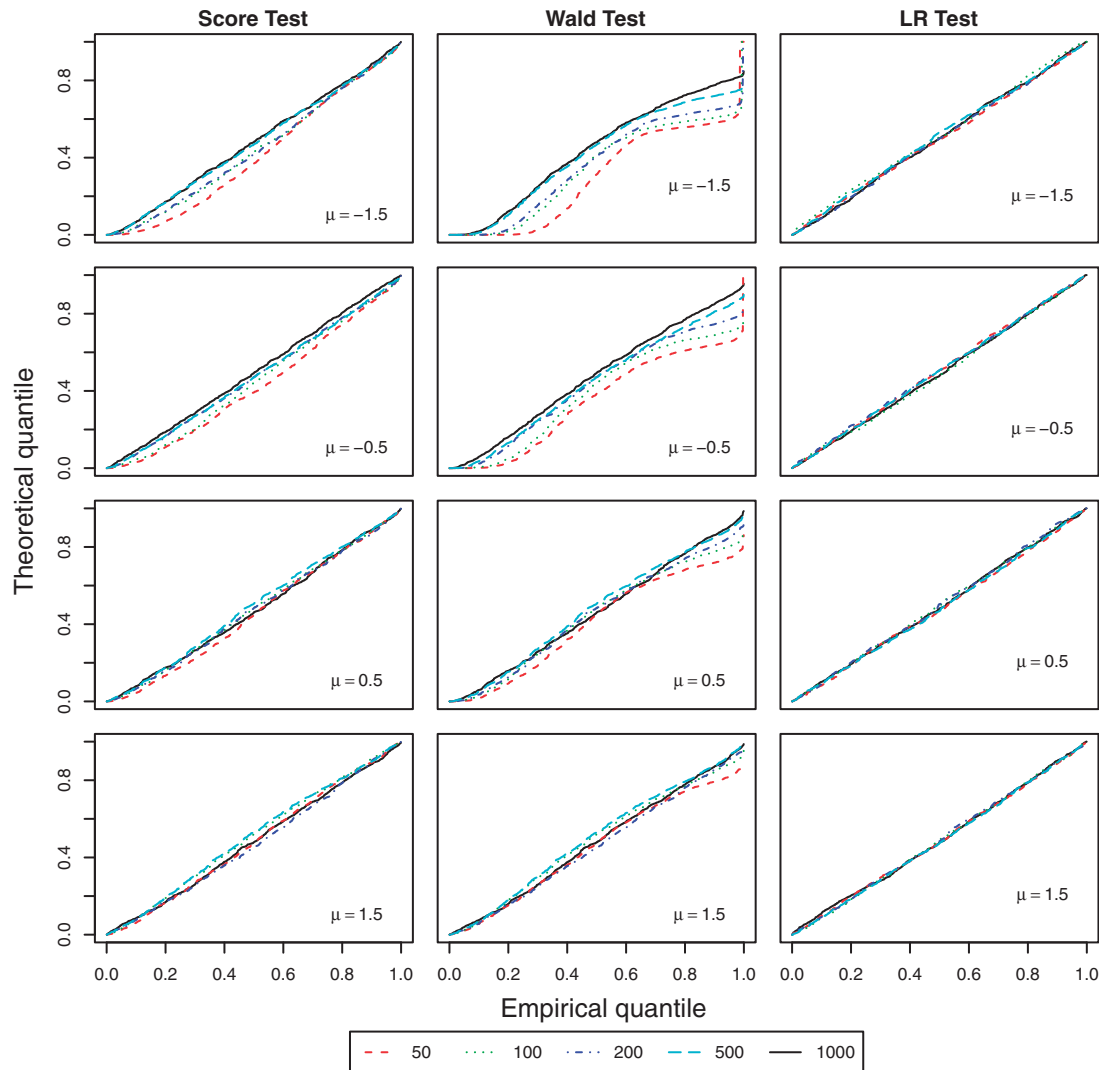 Score Test
Wald Test
LR Test
Theoretical quantile
0.0 0.4 0.8
μ = −1.5
μ = −1.5
μ = −1.5
0.0 0.4 0.8
μ = −0.5
μ = −0.5
μ = −0.5
0.0 0.4 0.8
μ = 0.5
μ = 0.5
μ = 0.5
0.0 0.4 0.8
μ = 1.5
μ = 1.5
μ = 1.5
0.0 0.2 0.4 0.6 0.8 1.0
0.0 0.2 0.4 0.6 0.8 1.0
0.0 0.2 0.4 0.6 0.8 1.0
Empirical quantile
50 100 200 500 1000